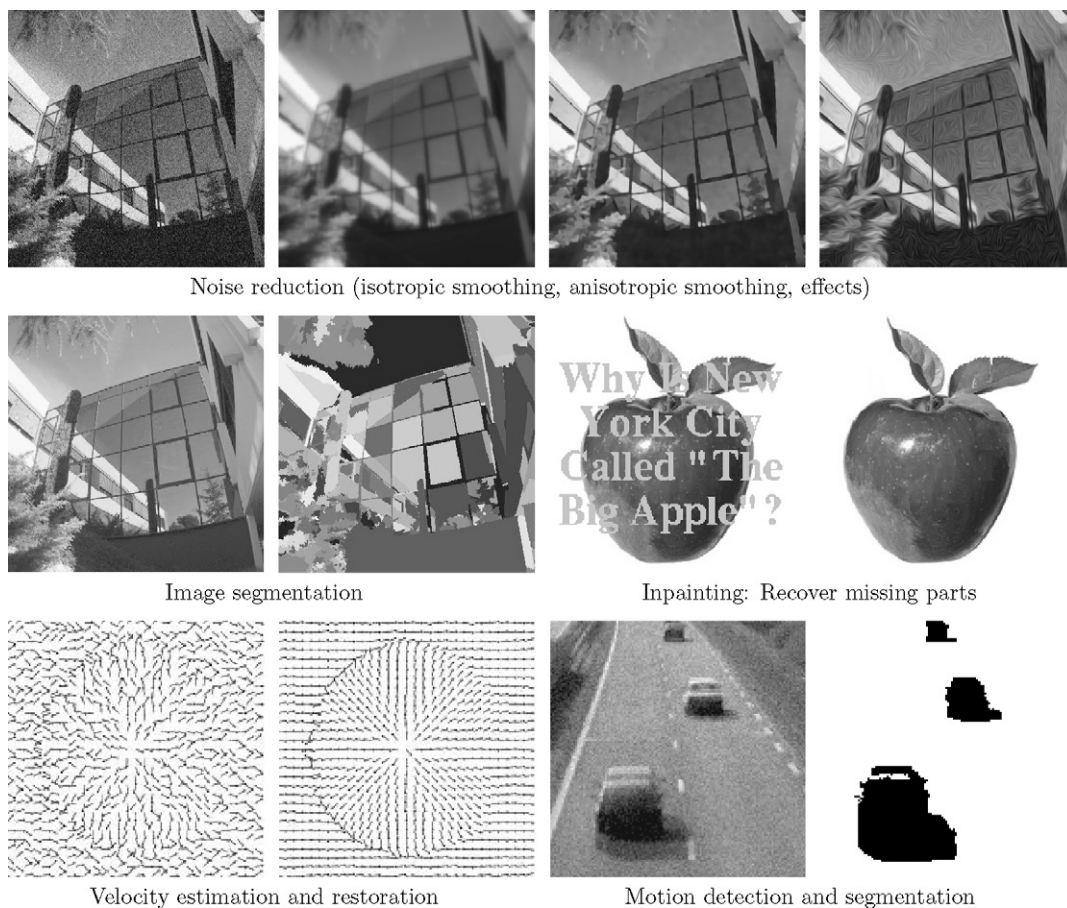 Noise reduction (isotropic smoothing, anisotropic smoothing, effects)
Why Is New
York City
Called "The
Big Apple"?
Image segmentation
Inpainting: Recover missing parts
Velocity estimation and restoration
Motion detection and segmentation